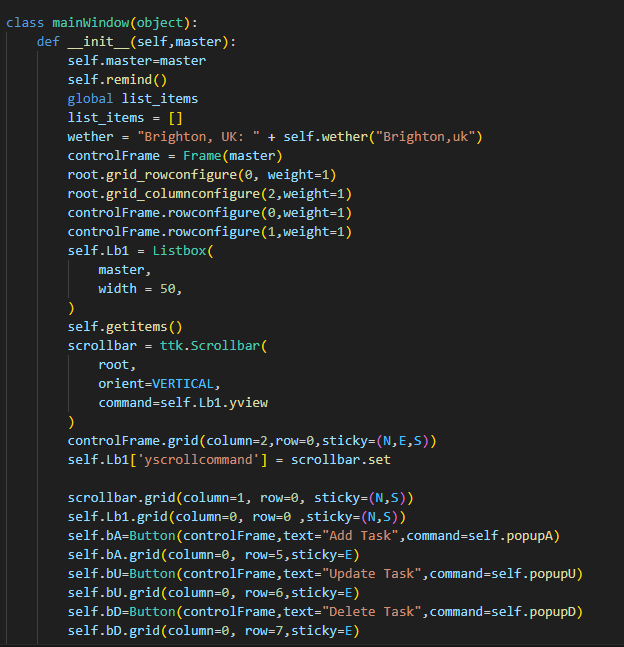 class mainWindow(object):
    def __init__(self,master):
        self.master=master
        self.remind()
        global list_items
        list_items = []
        wether = "Brighton, UK: " + self.wether("Brighton,uk")
        controlFrame = Frame(master)
        root.grid_rowconfigure(0, weight=1)
        root.grid_columnconfigure(2,weight=1)
        controlFrame.rowconfigure(0,weight=1)
        controlFrame.rowconfigure(1,weight=1)
        self.Lb1 = Listbox(
            master,
            width = 50,
        )
        self.getitems()
        scrollbar = ttk.Scrollbar(
            root,
            orient=VERTICAL,
            command=self.Lb1.yview
        )
        controlFrame.grid(column=2,row=0,sticky=(N,E,S))
        self.Lb1['yscrollcommand'] = scrollbar.set

        scrollbar.grid(column=1, row=0, sticky=(N,S))
        self.Lb1.grid(column=0, row=0 ,sticky=(N,S))
        self.bA=Button(controlFrame,text="Add Task",command=self.popupA)
        self.bA.grid(column=0, row=5,sticky=E)
        self.bU=Button(controlFrame,text="Update Task",command=self.popupU)
        self.bU.grid(column=0, row=6,sticky=E)
        self.bD=Button(controlFrame,text="Delete Task",command=self.popupD)
        self.bD.grid(column=0, row=7,sticky=E)